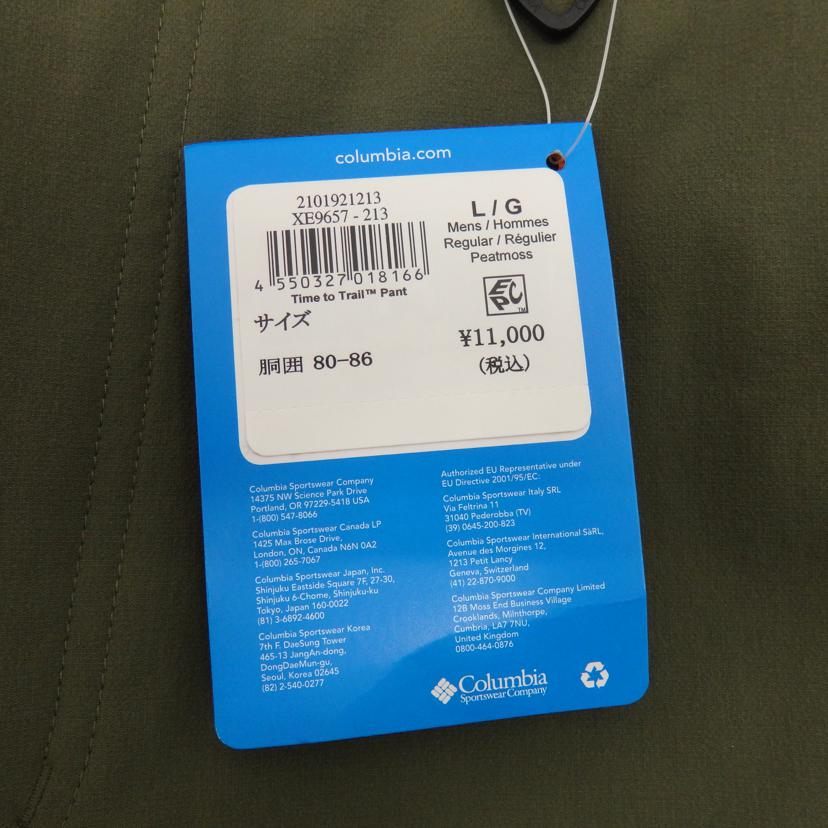 columbia.com
2101921213
XE9657 - 213
4 550327 018166
Time to Trail™ Pant
サイズ
胴囲 80-86
L / G
Mens / Hommes
Regular / Régulier
Peatmoss
EPC™
¥11,000
(税込)
Columbia Sportswear Company
14375 NW Science Park Drive
Portland, OR 97229-5418 USA
1-(800) 547-8066
Columbia Sportswear Canada LP
1425 Max Brose Drive,
London, ON, Canada N6N 0A2
1-(800) 265-7067
Columbia Sportswear Japan, Inc.
Shinjuku Eastside Square 7F, 27-30,
Shinjuku 6-Chome, Shinjuku-ku
Tokyo, Japan 160-0022
(81) 3-6892-4600
Columbia Sportswear Korea
7th F. DaeSung Tower
465-13 JangAn-dong,
DongDaeMun-gu,
Seoul, Korea 02645
(82) 2-540-0277
Authorized EU Representative under
EU Directive 2001/95/EC:
Columbia Sportswear Italy SRL
Via Feltrina 11
31040 Pederobba (TV)
(39) 0645-200-823
Columbia Sportswear International SàRL,
Avenue des Morgines 12,
1213 Petit Lancy
Geneva, Switzerland
(41) 22-870-9000
Columbia Sportswear Company Limited
12B Moss End Business Village
Crooklands, Milnthorpe,
Cumbria, LA7 7NU,
United Kingdom
0800-464-0876
Columbia
Sportswear Company